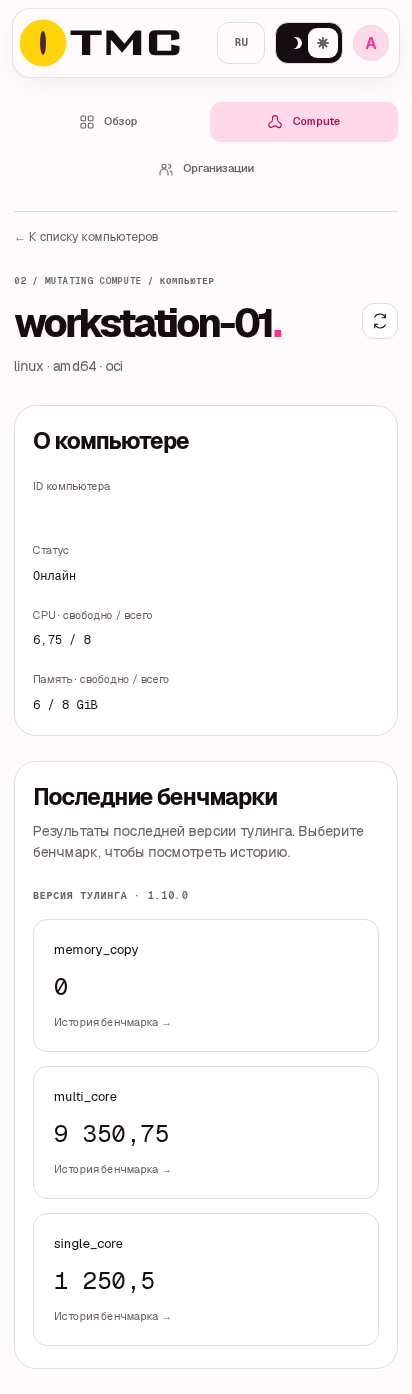 TMC
RU
A
Обзор
Compute
Организации
← К списку компьютеров
02 / MUTATING COMPUTE / КОМПЬЮТЕР
workstation-01.
linux · amd64 · oci
О компьютере
ID компьютера
Статус
Онлайн
CPU · свободно / всего
6,75 / 8
Память · свободно / всего
6 / 8 GiB
Последние бенчмарки
Результаты последней версии тулинга. Выберите
бенчмарк, чтобы посмотреть историю.
ВЕРСИЯ ТУЛИНГА · 1.10.0
memory_copy
0
История бенчмарка →
multi_core
9 350,75
История бенчмарка →
single_core
1 250,5
История бенчмарка →